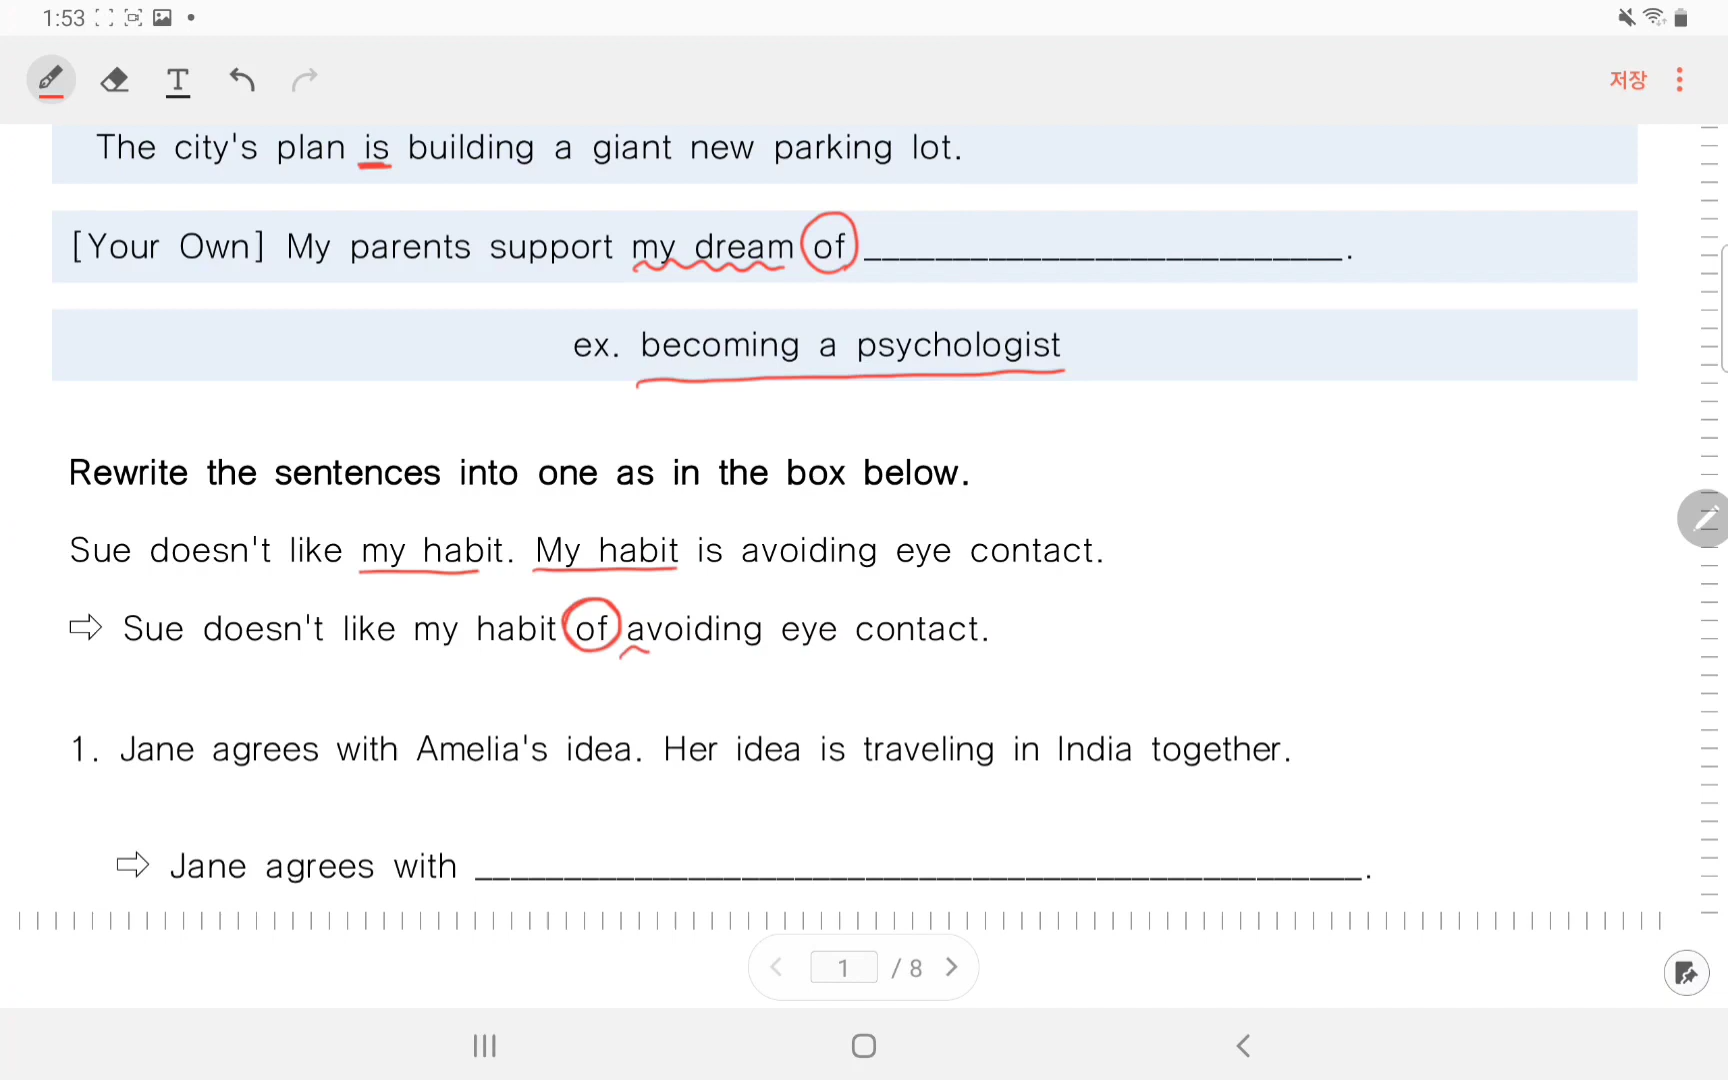 1:53
저장
The city's plan is building a giant new parking lot.
[Your Own] My parents support my dream of ___________________________.
ex. becoming a psychologist
Rewrite the sentences into one as in the box below.
Sue doesn't like my habit. My habit is avoiding eye contact.
⇨ Sue doesn't like my habit of avoiding eye contact.
1. Jane agrees with Amelia's idea. Her idea is traveling in India together.
⇨ Jane agrees with __________________________________________________.
1 / 8